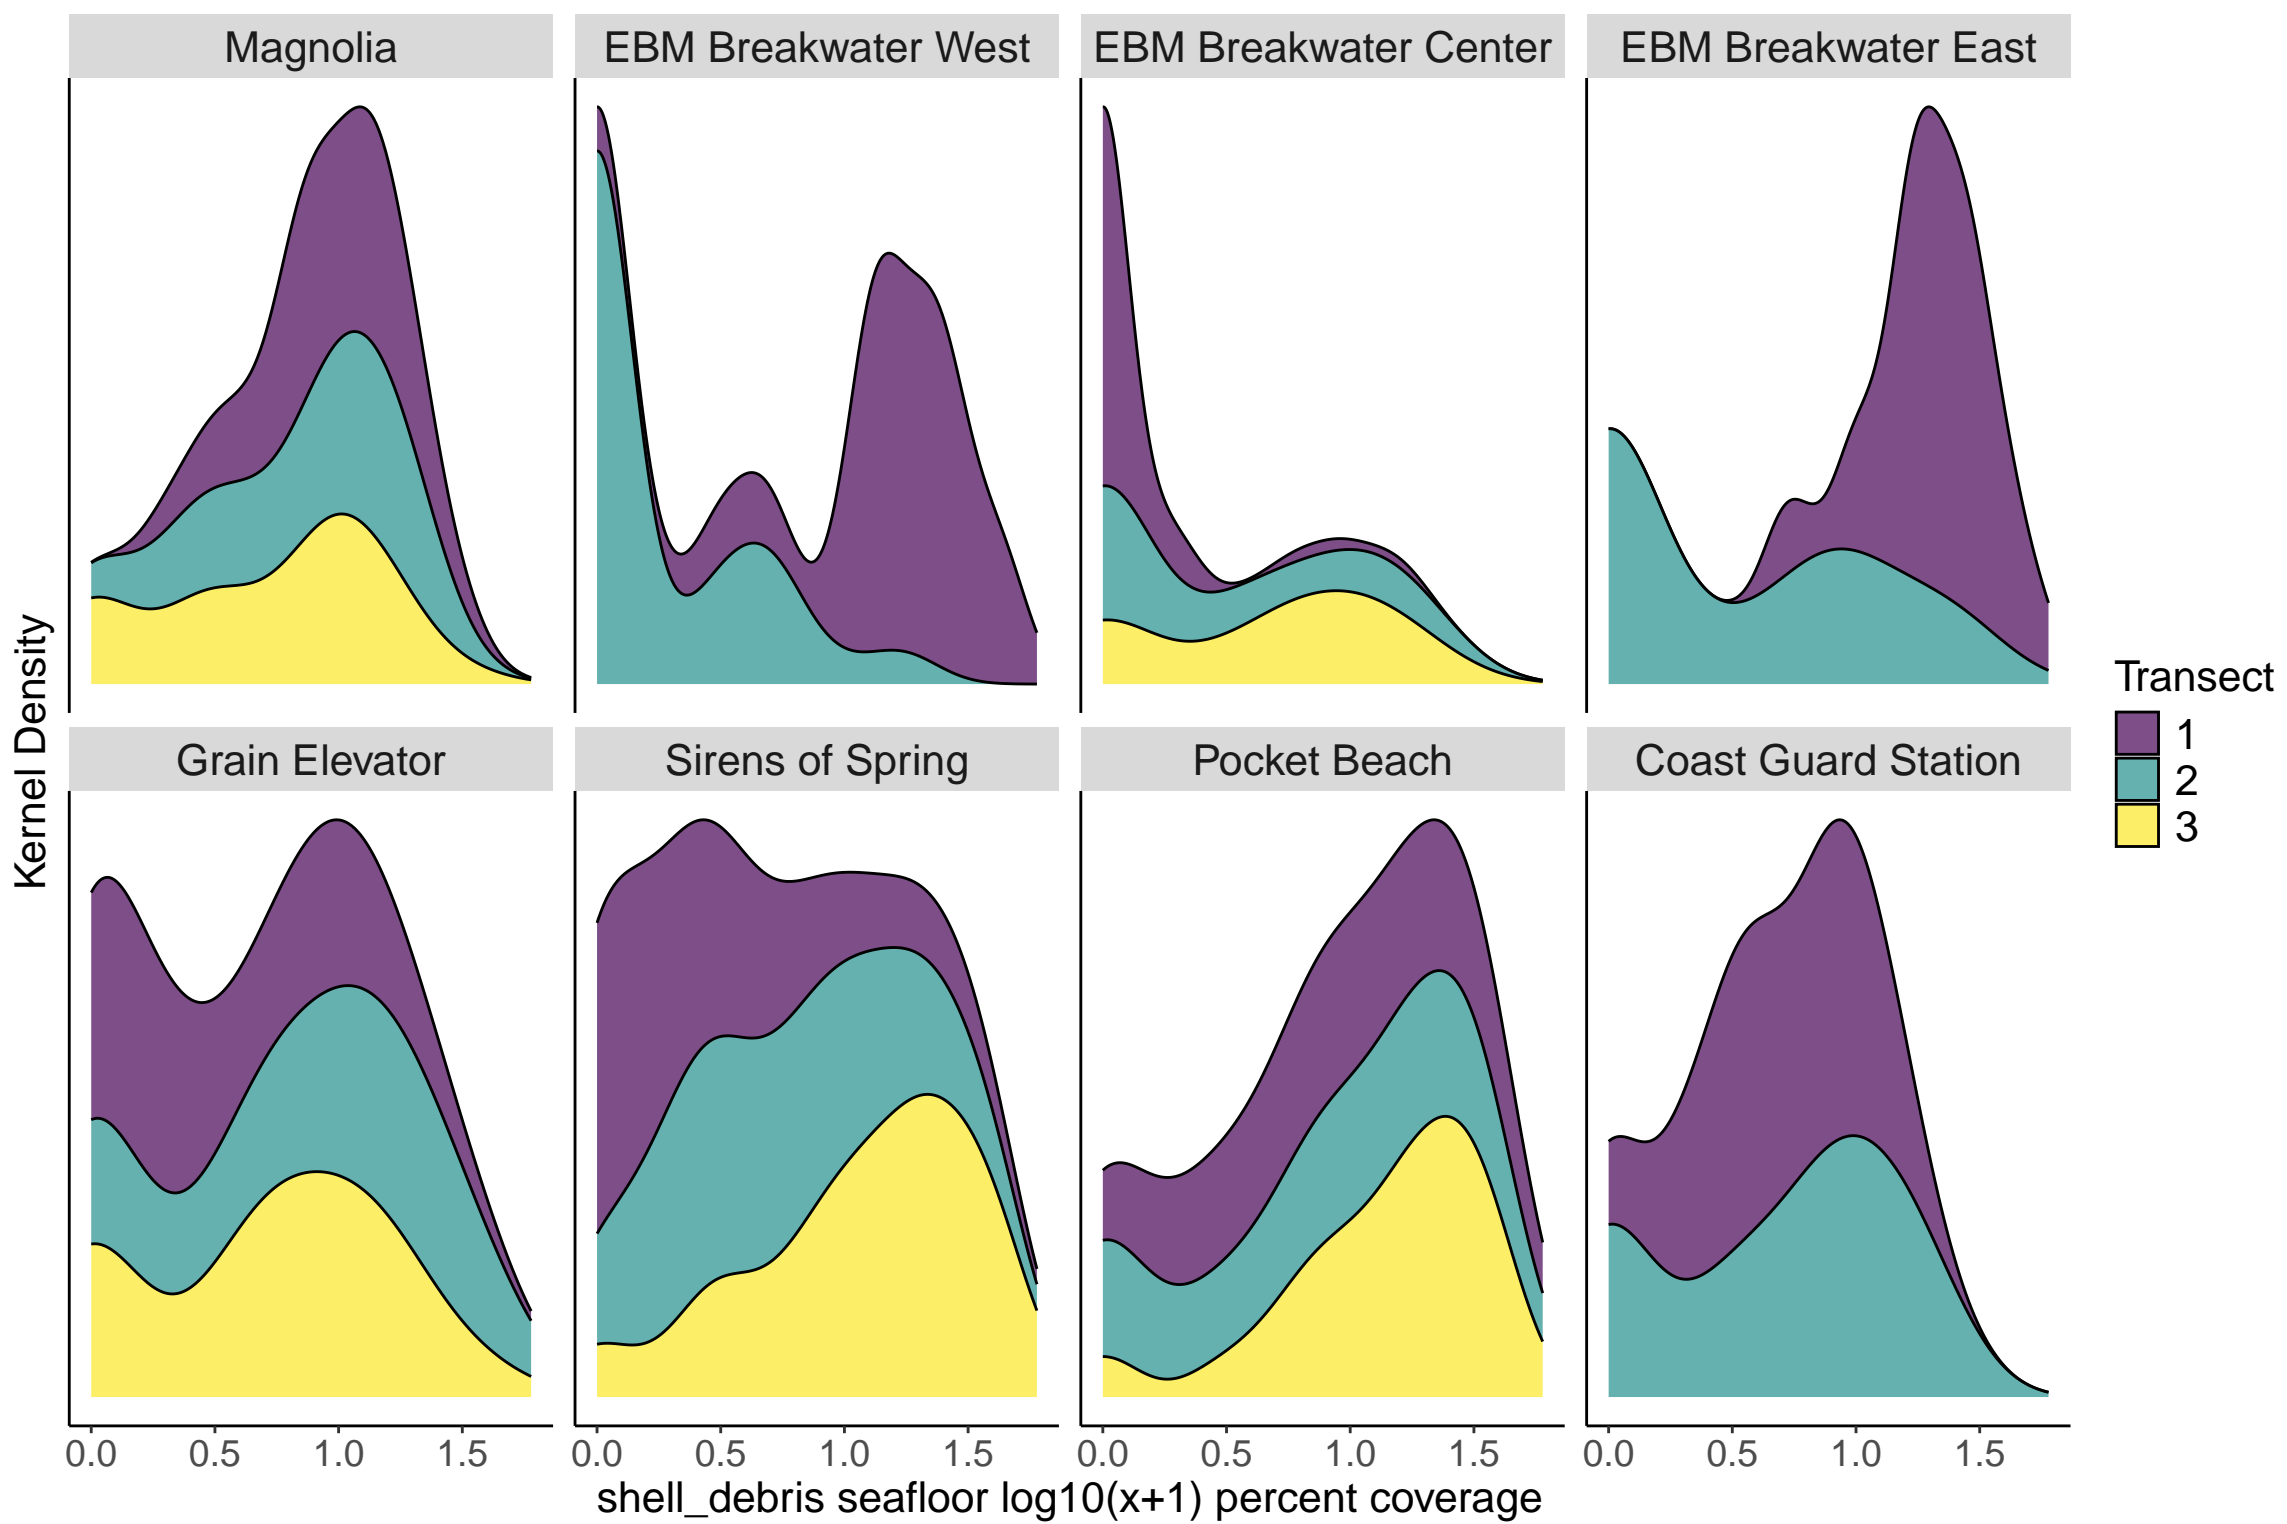 Magnolia
EBM Breakwater West
EBM Breakwater Center
EBM Breakwater East
Kernel Density
Grain Elevator
Sirens of Spring
Pocket Beach
Coast Guard Station
Transect
1
2
3
0.0 0.5 1.0 1.5
0.0 0.5 1.0 1.5
0.0 0.5 1.0 1.5
0.0 0.5 1.0 1.5
shell_debris seafloor log10(x+1) percent coverage